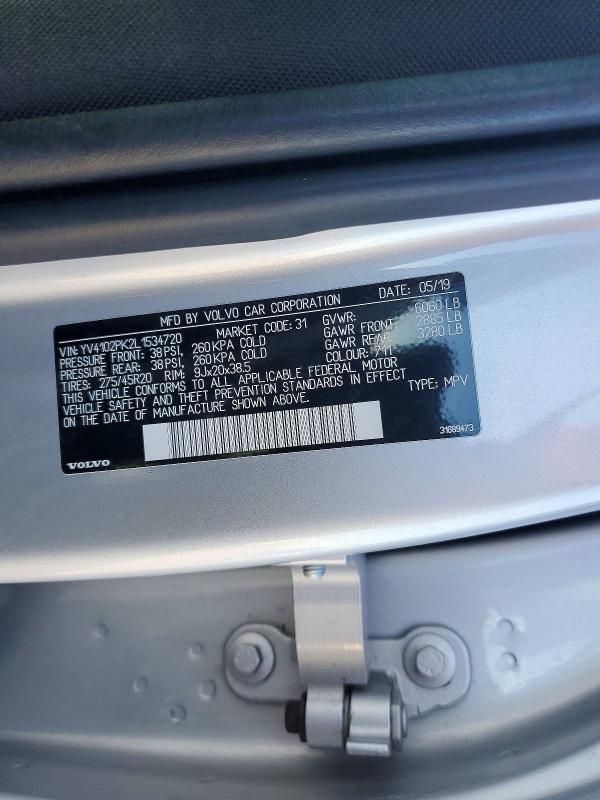 MFD BY VOLVO CAR CORPORATION DATE: 05/19
VIN: YV4102PK2L1534720 MARKET CODE: 31 GVWR: 6060 LB
PRESSURE FRONT: 38 PSI, 260 KPA COLD GAWR FRONT: 2885 LB
PRESSURE REAR: 38 PSI, 260 KPA COLD GAWR REAR: 3280 LB
TIRES: 275/45R20 RIM: 9Jx20x38.5 COLOUR: 711
THIS VEHICLE CONFORMS TO ALL APPLICABLE FEDERAL MOTOR
VEHICLE SAFETY AND THEFT PREVENTION STANDARDS IN EFFECT
ON THE DATE OF MANUFACTURE SHOWN ABOVE. TYPE: MPV
VOLVO 31669473